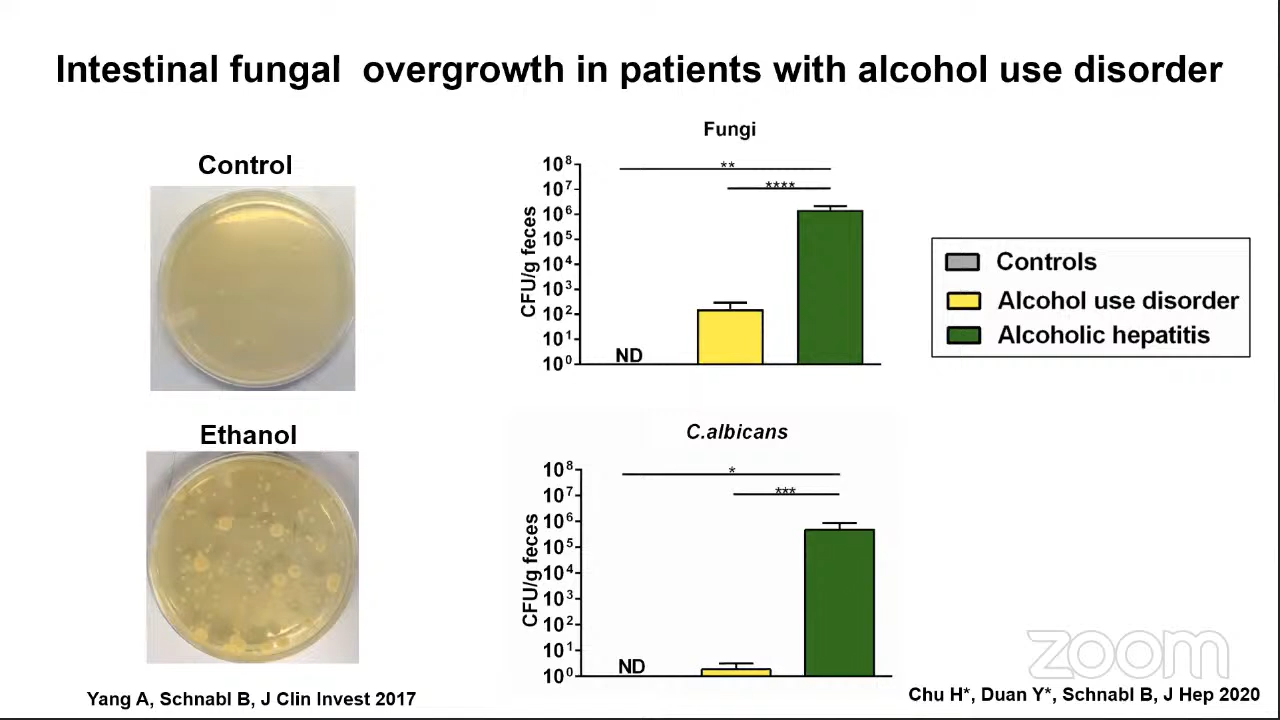 Intestinal fungal  overgrowth in patients with alcohol use disorder
Control
Ethanol
Yang A, Schnabl B, J Clin Invest 2017
Fungi
CFU/g feces
10⁸
10⁷
10⁶
10⁵
10⁴
10³
10²
10¹
10⁰
**
****
ND
C.albicans
CFU/g feces
10⁸
10⁷
10⁶
10⁵
10⁴
10³
10²
10¹
10⁰
*
***
ND
Controls
Alcohol use disorder
Alcoholic hepatitis
zoom
Chu H*, Duan Y*, Schnabl B, J Hep 2020